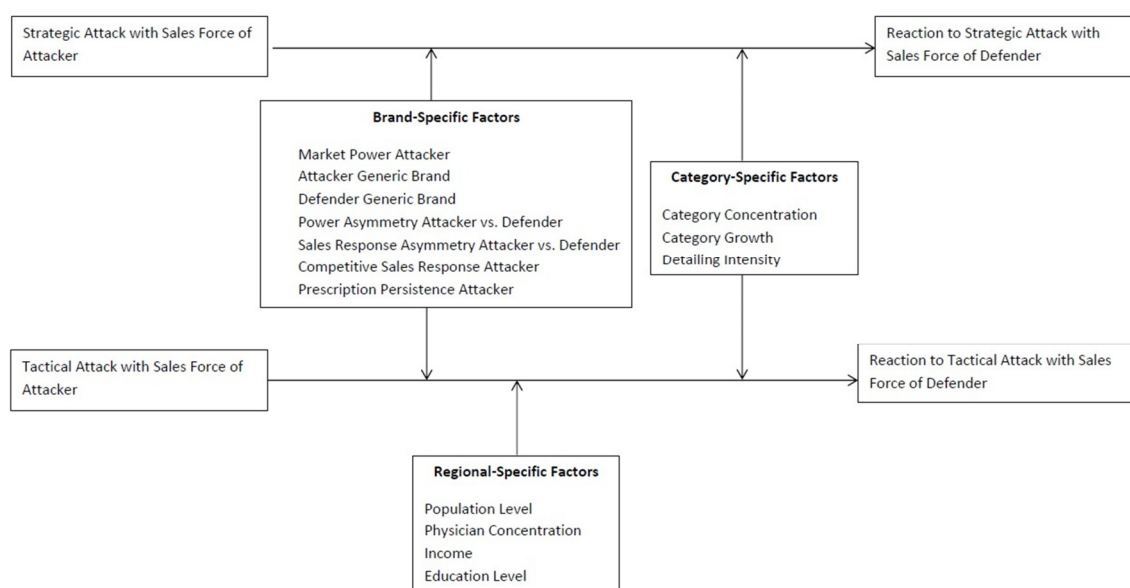 Strategic Attack with Sales Force of
Attacker
Reaction to Strategic Attack with
Sales Force of Defender
Brand-Specific Factors
Market Power Attacker
Attacker Generic Brand
Defender Generic Brand
Power Asymmetry Attacker vs. Defender
Sales Response Asymmetry Attacker vs. Defender
Competitive Sales Response Attacker
Prescription Persistence Attacker
Category-Specific Factors
Category Concentration
Category Growth
Detailing Intensity
Tactical Attack with Sales Force of
Attacker
Reaction to Tactical Attack with Sales
Force of Defender
Regional-Specific Factors
Population Level
Physician Concentration
Income
Education Level